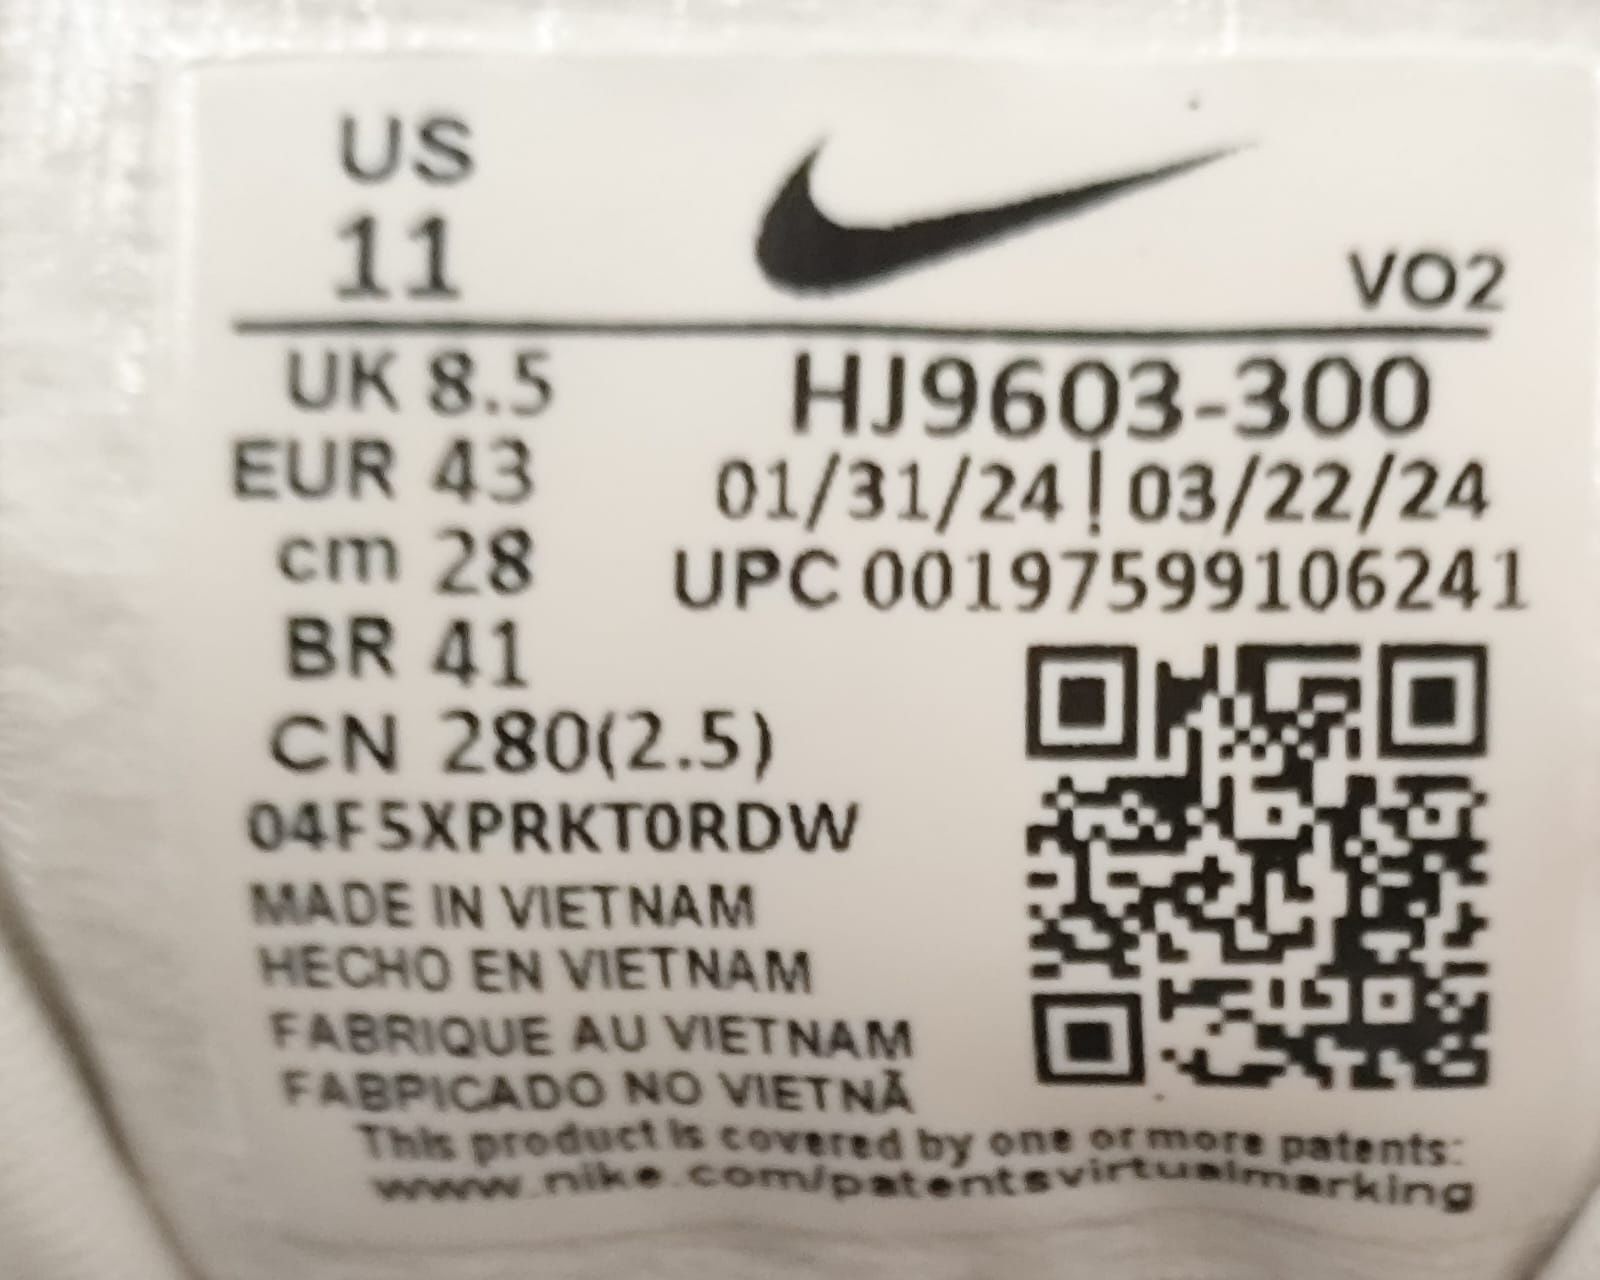 US
11
VO2
UK 8.5
HJ9603-300
EUR 43
01/31/24 | 03/22/24
cm 28
UPC 00197599106241
BR 41
CN 280(2.5)
04F5XPRKT0RDW
MADE IN VIETNAM
HECHO EN VIETNAM
FABRIQUE AU VIETNAM
FABPICADO NO VIETNÃ
This product is covered by one or more patents:
www.nike.com/patentsvirtualmarking